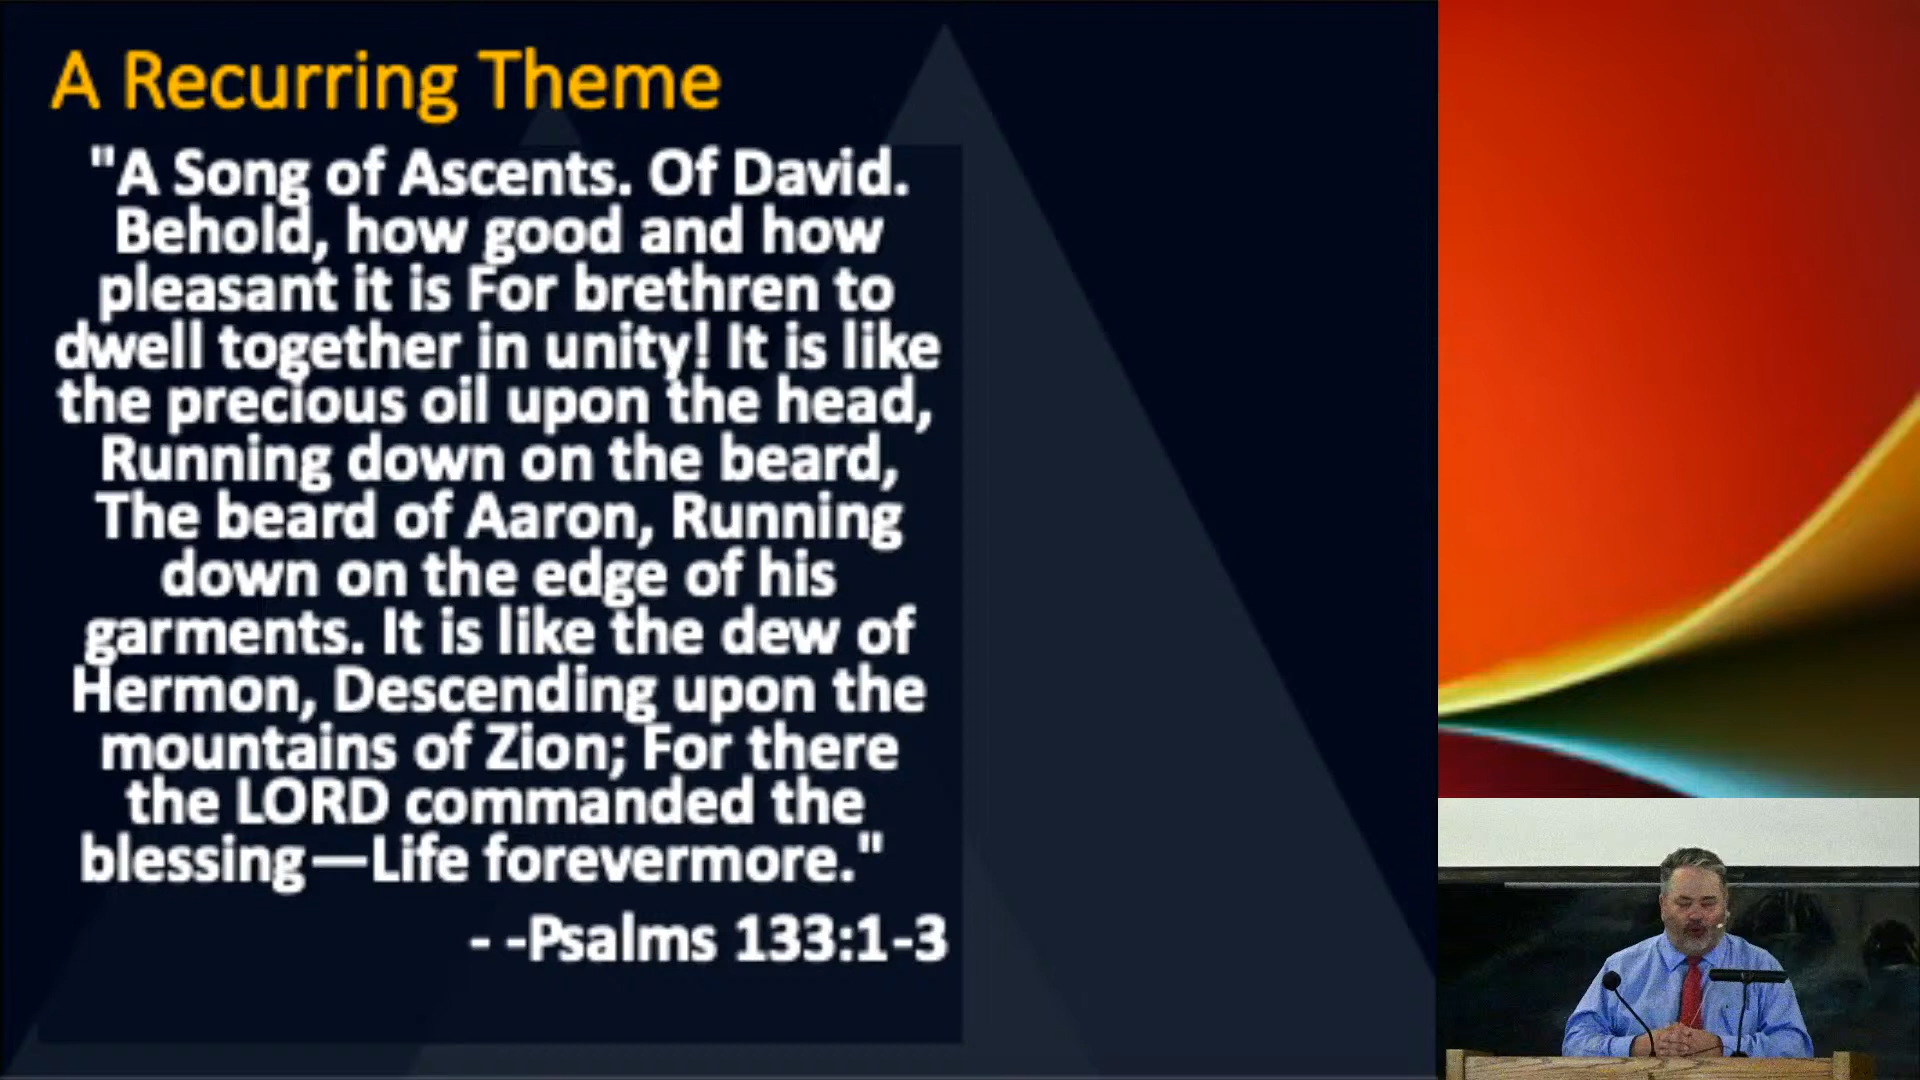 A Recurring Theme
"A Song of Ascents. Of David.
Behold, how good and how
pleasant it is For brethren to
dwell together in unity! It is like
the precious oil upon the head,
Running down on the beard,
The beard of Aaron, Running
down on the edge of his
garments. It is like the dew of
Hermon, Descending upon the
mountains of Zion; For there
the LORD commanded the
blessing—Life forevermore."
- -Psalms 133:1-3